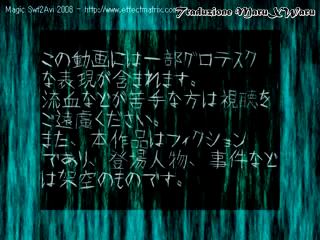 Magic Swf2Avi 2008 - http://www.effectmatrix.com
Traduzione Maru X Waru
この動画には一部グロテスク
な表現が含まれます。
流血などが苦手な方は視聴を
ご遠慮ください。
また、本作品はフィクション
であり、登場人物、事件など
は架空のものです。